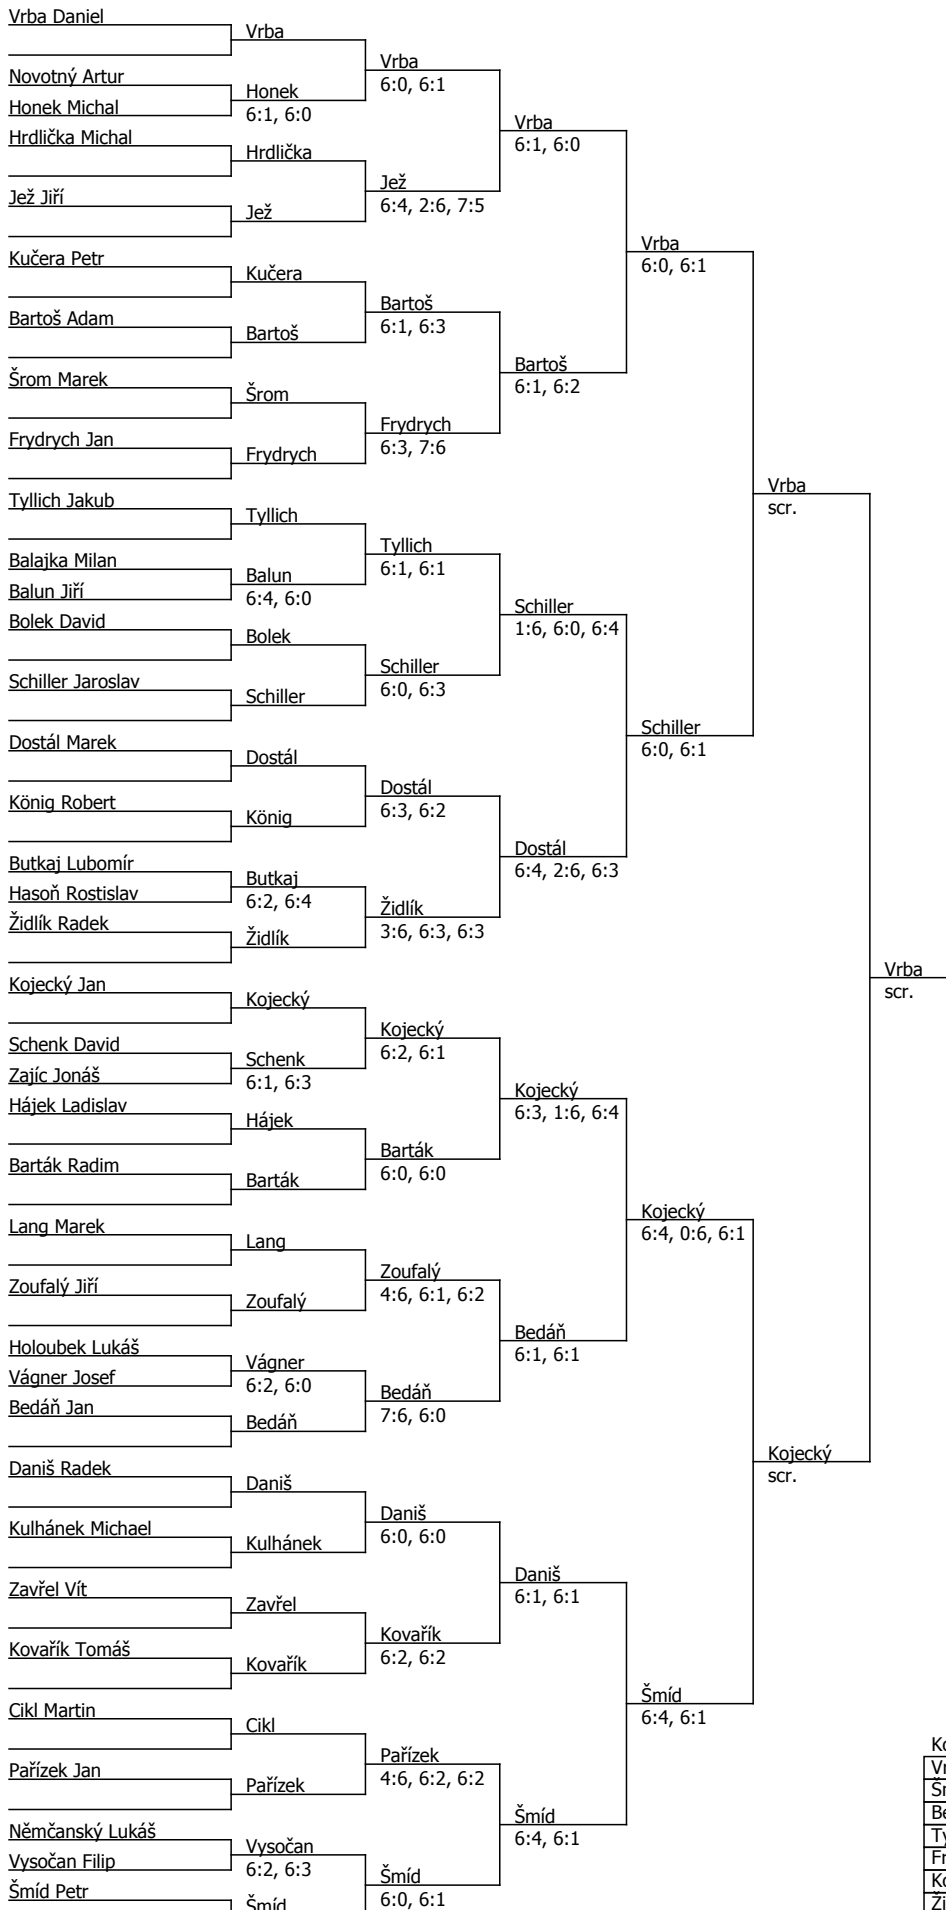 Vrba Daniel
Novotný Artur
Honek Michal
Hrdlička Michal
Jež Jiří
Kučera Petr
Bartoš Adam
Šrom Marek
Frydrych Jan
Tyllich Jakub
Balajka Milan
Balun Jiří
Bolek David
Schiller Jaroslav
Dostál Marek
König Robert
Butkaj Lubomír
Hasoň Rostislav
Židlík Radek
Kojecký Jan
Schenk David
Zajíc Jonáš
Hájek Ladislav
Barták Radim
Lang Marek
Zoufalý Jiří
Holoubek Lukáš
Vágner Josef
Bedáň Jan
Daniš Radek
Kulhánek Michael
Zavřel Vít
Kovařík Tomáš
Cikl Martin
Pařízek Jan
Němčanský Lukáš
Vysočan Filip
Šmíd Petr
Vrba
Honek
6:1, 6:0
Hrdlička
Jež
Kučera
Bartoš
Šrom
Frydrych
Tyllich
Balun
6:4, 6:0
Bolek
Schiller
Dostál
König
Butkaj
6:2, 6:4
Židlík
Kojecký
Schenk
6:1, 6:3
Hájek
Barták
Lang
Zoufalý
Vágner
6:2, 6:0
Bedáň
Daniš
Kulhánek
Zavřel
Kovařík
Cikl
Pařízek
Vysočan
6:2, 6:3
Šmíd
Vrba
6:0, 6:1
Jež
6:4, 2:6, 7:5
Bartoš
6:1, 6:3
Frydrych
6:3, 7:6
Tyllich
6:1, 6:1
Schiller
6:0, 6:3
Dostál
6:3, 6:2
Židlík
3:6, 6:3, 6:3
Kojecký
6:2, 6:1
Barták
6:0, 6:0
Zoufalý
4:6, 6:1, 6:2
Bedáň
7:6, 6:0
Daniš
6:0, 6:0
Kovařík
6:2, 6:2
Pařízek
4:6, 6:2, 6:2
Šmíd
6:0, 6:1
Vrba
6:1, 6:0
Bartoš
6:1, 6:2
Schiller
1:6, 6:0, 6:4
Dostál
6:4, 2:6, 6:3
Kojecký
6:3, 1:6, 6:4
Bedáň
6:1, 6:1
Daniš
6:1, 6:1
Šmíd
6:4, 6:1
Vrba
6:0, 6:1
Schiller
6:0, 6:1
Kojecký
6:4, 0:6, 6:1
Šmíd
6:4, 6:1
Vrba
scr.
Kojecký
scr.
Vrba
scr.